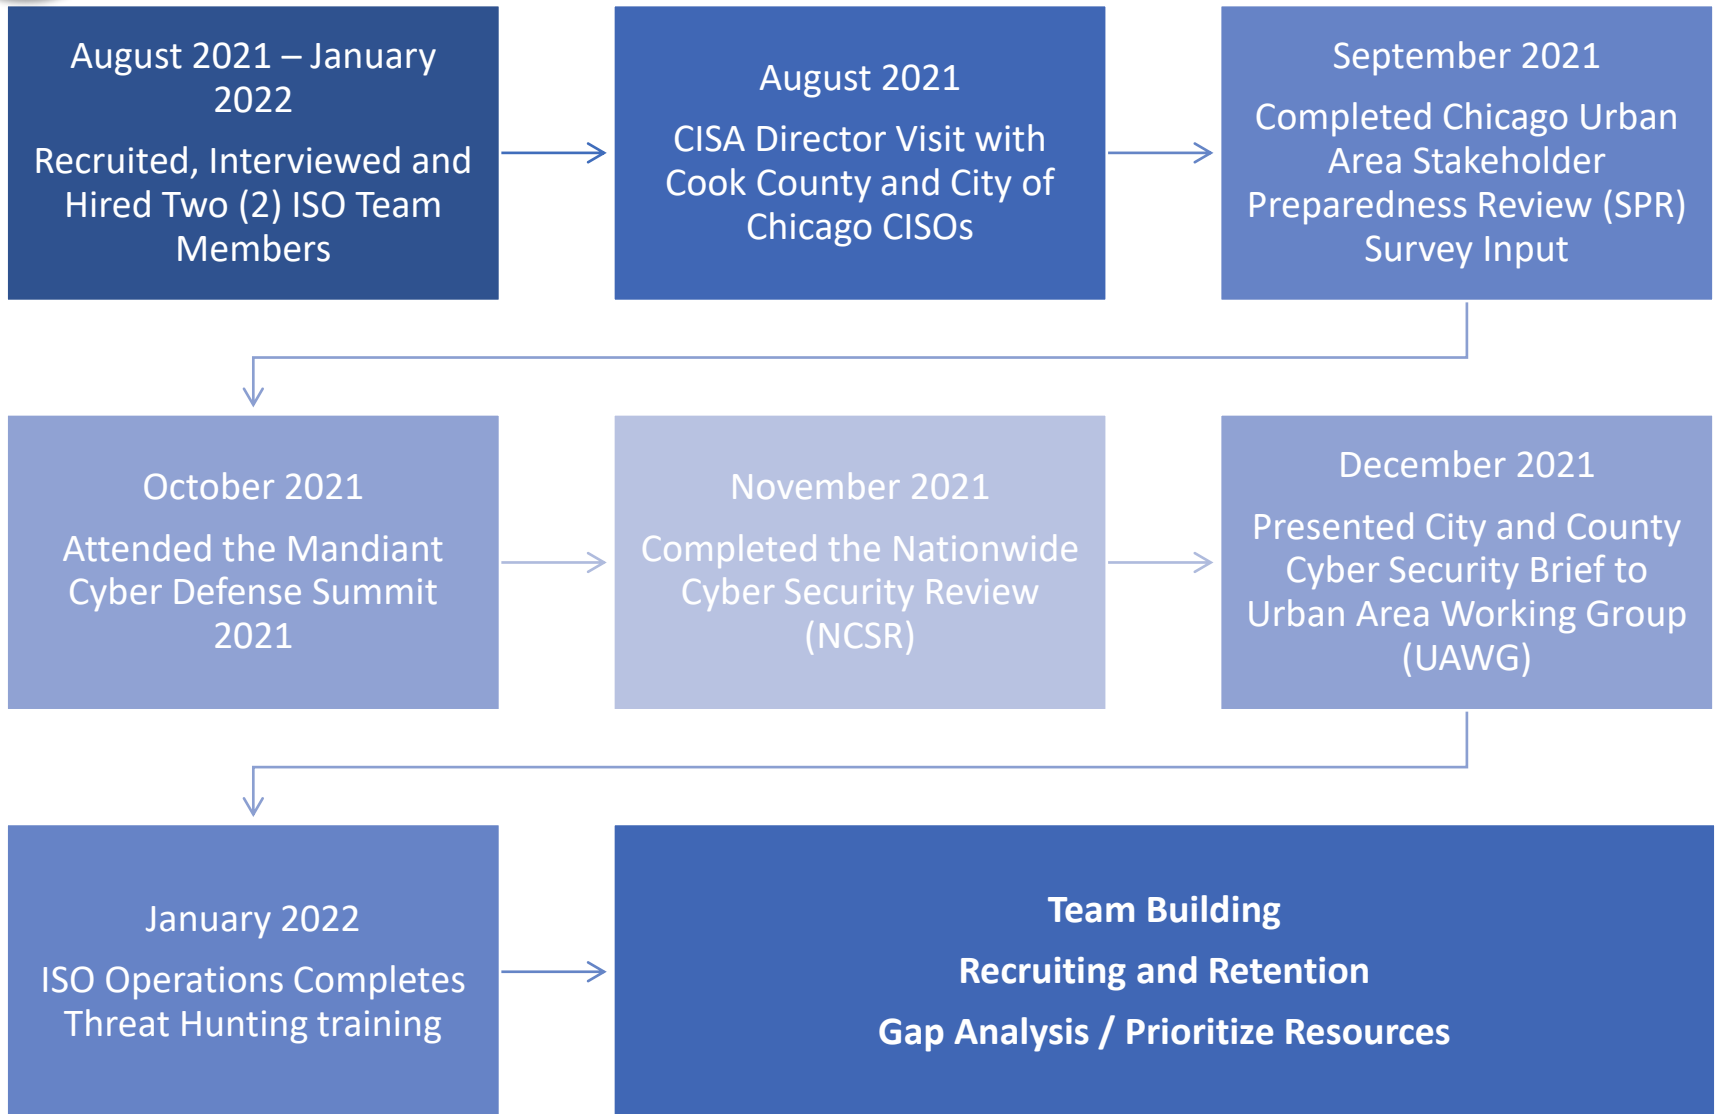 August 2021 – January
2022
Recruited, Interviewed and
Hired Two (2) ISO Team
Members
August 2021
CISA Director Visit with
Cook County and City of
Chicago CISOs
September 2021
Completed Chicago Urban
Area Stakeholder
Preparedness Review (SPR)
Survey Input
October 2021
Attended the Mandiant
Cyber Defense Summit
2021
November 2021
Completed the Nationwide
Cyber Security Review
(NCSR)
December 2021
Presented City and County
Cyber Security Brief to
Urban Area Working Group
(UAWG)
January 2022
ISO Operations Completes
Threat Hunting training
Team Building
Recruiting and Retention
Gap Analysis / Prioritize Resources